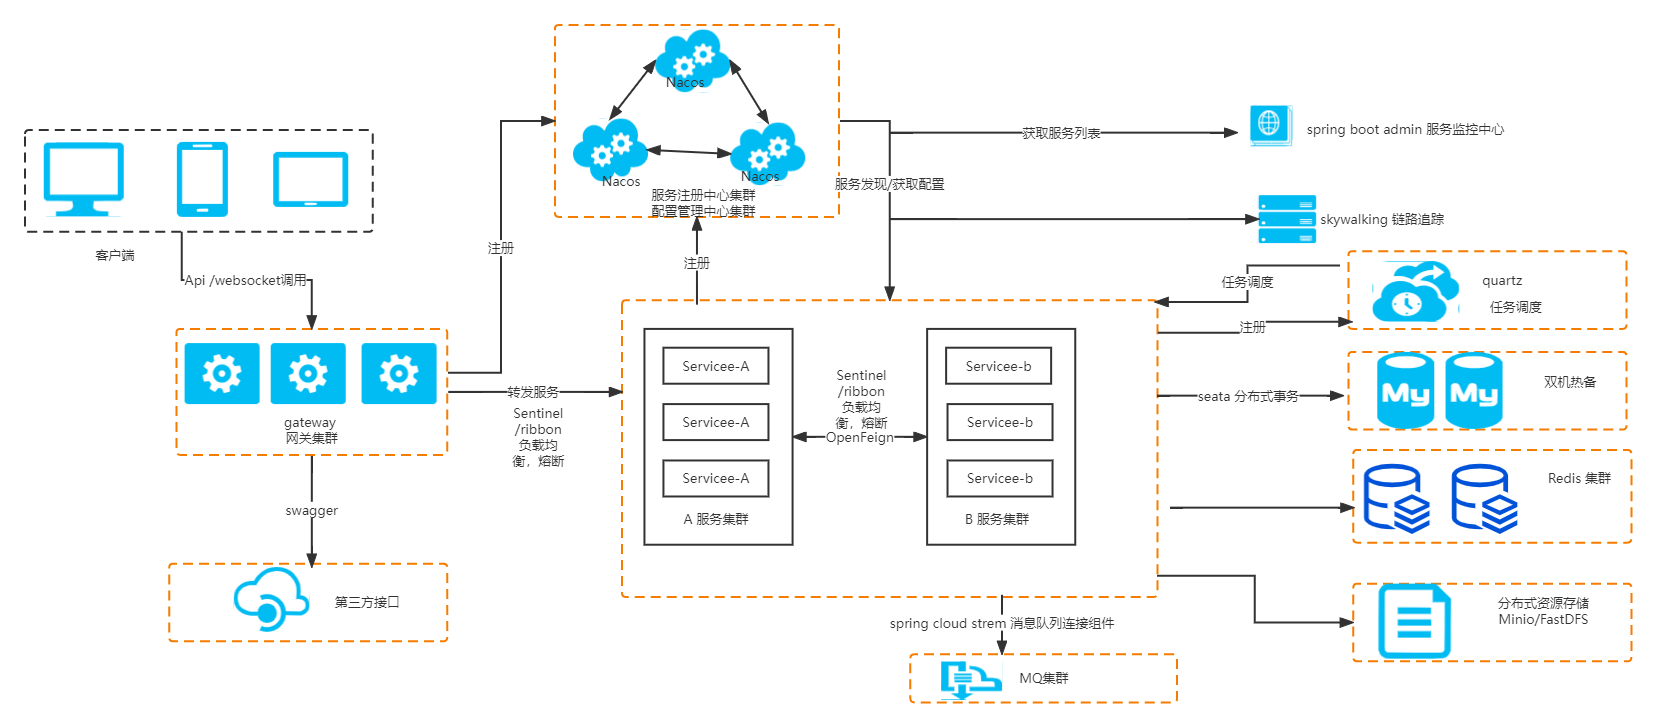 Nacos
Nacos
Nacos
服务注册中心集群
配置管理中心集群
获取服务列表
spring boot admin 服务监控中心
服务发现/获取配置
skywalking 链路追踪
客户端
Api /websocket调用
注册
注册
任务调度
quartz
任务调度
注册
gateway
网关集群
转发服务
Sentinel
/ribbon
负载均
衡，熔断
Servicee-A
Servicee-A
Servicee-A
A 服务集群
Sentinel
/ribbon
负载均
衡，熔断
OpenFeign
Servicee-b
Servicee-b
Servicee-b
B 服务集群
seata 分布式事务
My
My
双机热备
Redis 集群
swagger
第三方接口
分布式资源存储
Minio/FastDFS
spring cloud strem 消息队列连接组件
MQ集群